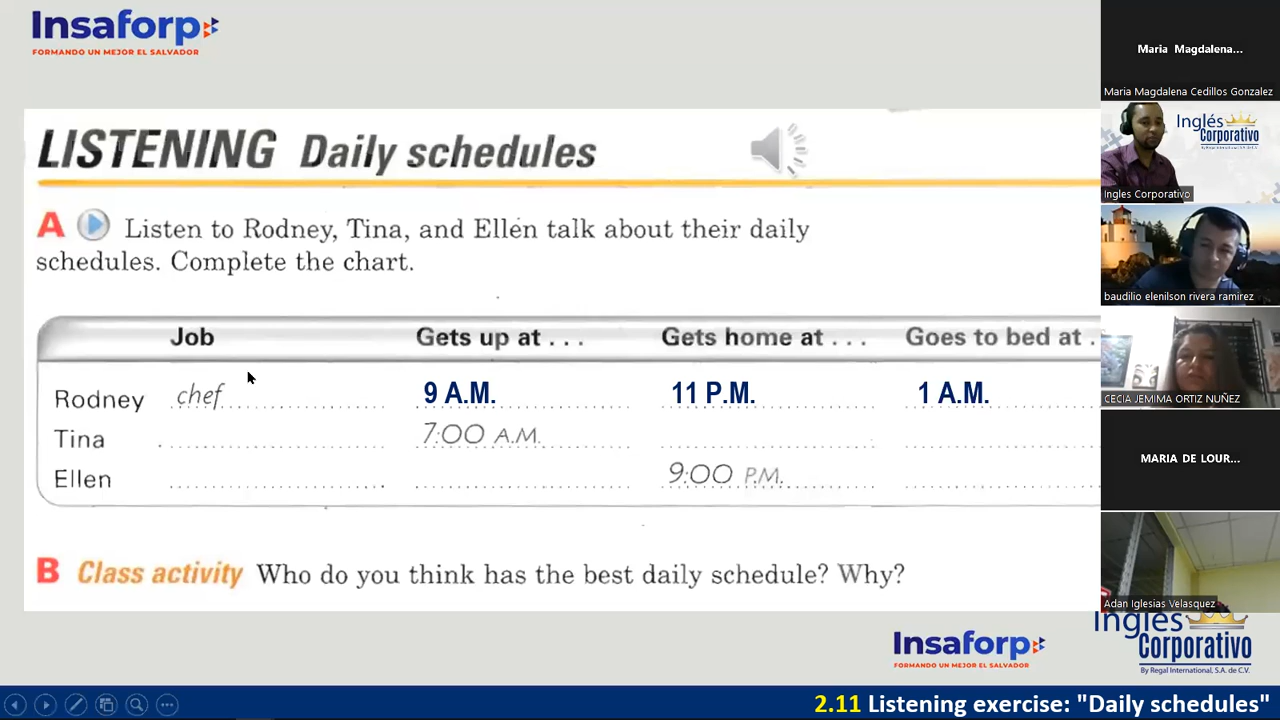 Insaforp
FORMANDO UN MEJOR EL SALVADOR
LISTENING Daily schedules
A Listen to Rodney, Tina, and Ellen talk about their daily
schedules. Complete the chart.
Job Gets up at . . . Gets home at . . . Goes to bed at .
Rodney chef 9 A.M. 11 P.M. 1 A.M.
Tina 7:00 A.M.
Ellen 9:00 P.M.
B Class activity Who do you think has the best daily schedule? Why?
Insaforp
FORMANDO UN MEJOR EL SALVADOR
Inglés
Corporativo
By Regal International, S.A. de C.V.
2.11 Listening exercise: "Daily schedules"
Maria Magdalena...
Maria Magdalena Cedillos Gonzalez
Inglés
Corporativo
Ingles Corporativo
baudilio elenilson rivera ramirez
CECIA JEMIMA ORTIZ NUÑEZ
MARIA DE LOUR...
Adan Iglesias Velasquez